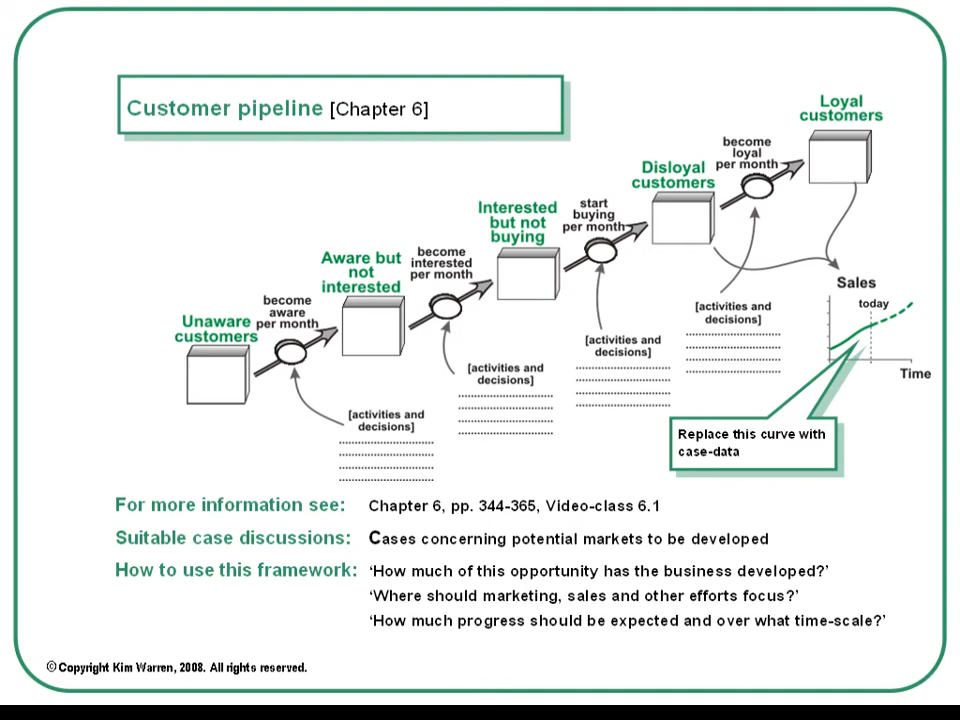 Customer pipeline [Chapter 6]
Loyal
customers
become
loyal
per month
Disloyal
customers
start
buying
per month
Interested
but not
buying
become
interested
per month
Aware but
not
interested
become
aware
per month
Unaware
customers
[activities and
decisions]
[activities and
decisions]
[activities and
decisions]
[activities and
decisions]
Sales
today
Time
Replace this curve with
case-data
For more information see: Chapter 6, pp. 344-365, Video-class 6.1
Suitable case discussions: Cases concerning potential markets to be developed
How to use this framework: ‘How much of this opportunity has the business developed?’
‘Where should marketing, sales and other efforts focus?’
‘How much progress should be expected and over what time-scale?’
© Copyright Kim Warren, 2008. All rights reserved.